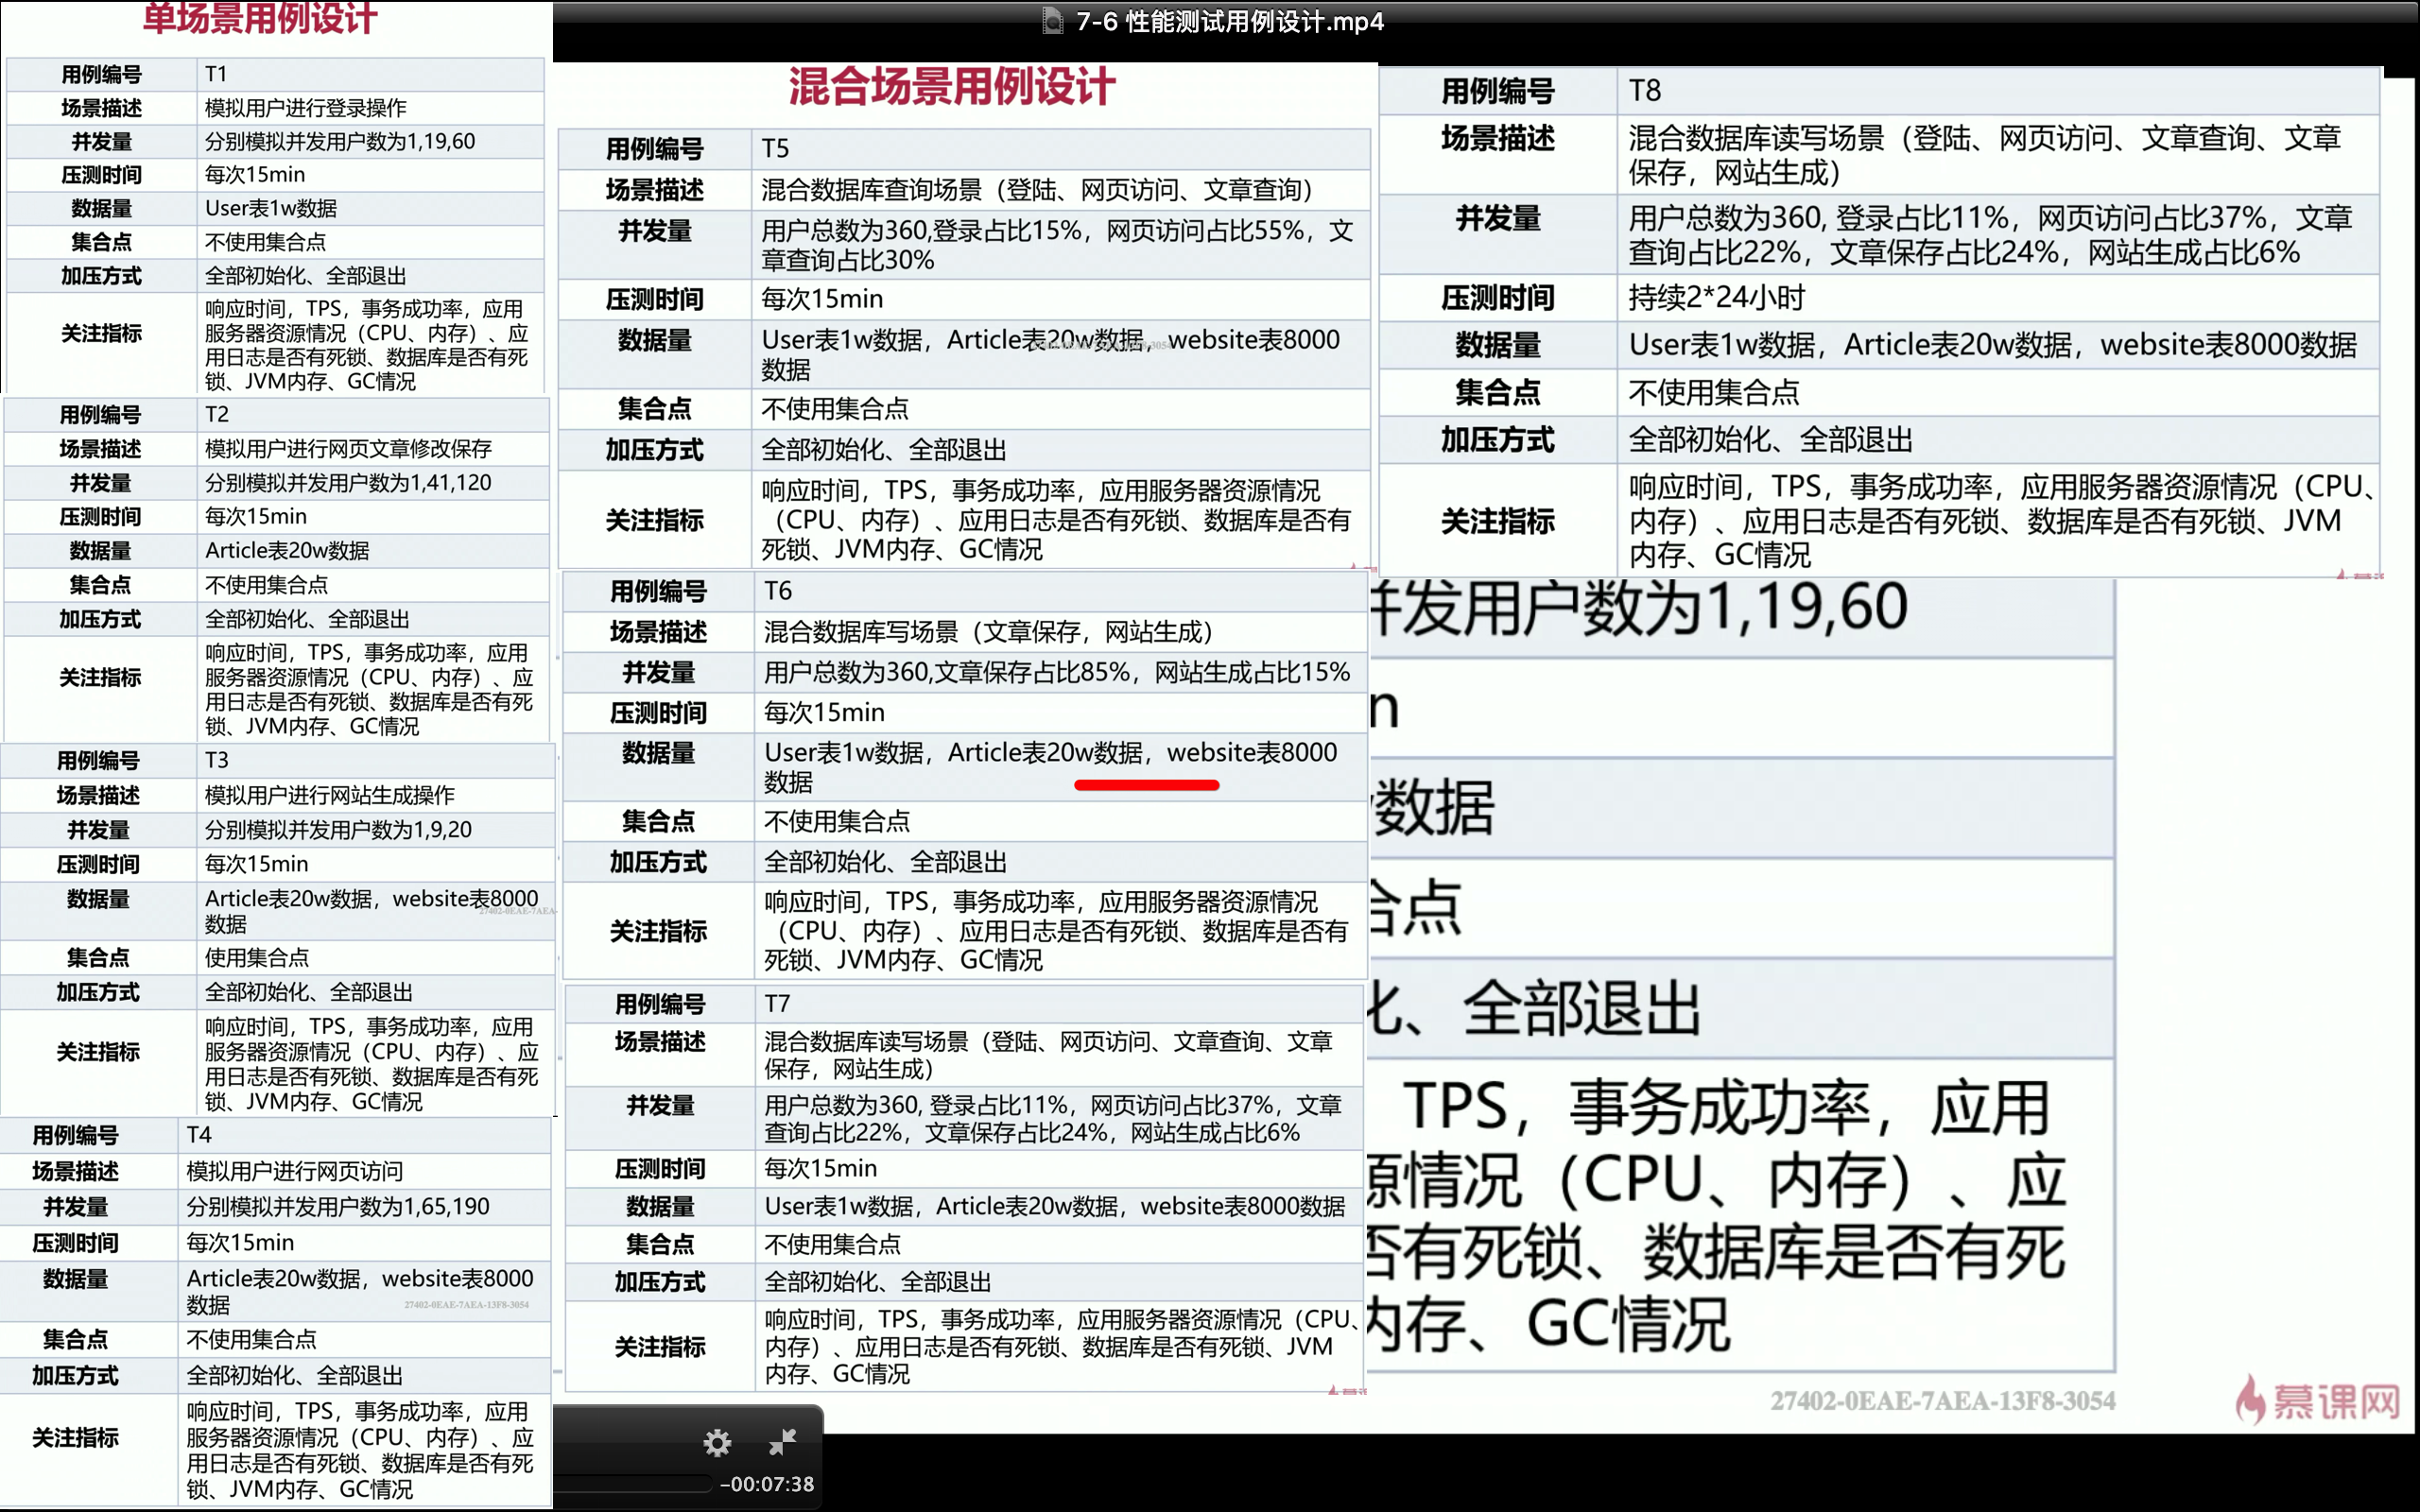 7-6 性能测试用例设计.mp4
单场景用例设计
用例编号 T1
场景描述 模拟用户进行登录操作
并发量 分别模拟并发用户数为1,19,60
压测时间 每次15min
数据量 User表1w数据
集合点 不使用集合点
加压方式 全部初始化、全部退出
关注指标 响应时间，TPS，事务成功率，应用
服务器资源情况（CPU、内存）、应
用日志是否有死锁、数据库是否有死
锁、JVM内存、GC情况
用例编号 T2
场景描述 模拟用户进行网页文章修改保存
并发量 分别模拟并发用户数为1,41,120
压测时间 每次15min
数据量 Article表20w数据
集合点 不使用集合点
加压方式 全部初始化、全部退出
关注指标 响应时间，TPS，事务成功率，应用
服务器资源情况（CPU、内存）、应
用日志是否有死锁、数据库是否有死
锁、JVM内存、GC情况
用例编号 T3
场景描述 模拟用户进行网站生成操作
并发量 分别模拟并发用户数为1,9,20
压测时间 每次15min
数据量 Article表20w数据，website表8000
数据
27402-0EAE-7AEA-
集合点 使用集合点
加压方式 全部初始化、全部退出
关注指标 响应时间，TPS，事务成功率，应用
服务器资源情况（CPU、内存）、应
用日志是否有死锁、数据库是否有死
锁、JVM内存、GC情况
用例编号 T4
场景描述 模拟用户进行网页访问
并发量 分别模拟并发用户数为1,65,190
压测时间 每次15min
数据量 Article表20w数据，website表8000
数据
27402-0EAE-7AEA-13F8-3054
集合点 不使用集合点
加压方式 全部初始化、全部退出
关注指标 响应时间，TPS，事务成功率，应用
服务器资源情况（CPU、内存）、应
用日志是否有死锁、数据库是否有死
锁、JVM内存、GC情况
混合场景用例设计
用例编号 T5
场景描述 混合数据库查询场景（登陆、网页访问、文章查询）
并发量 用户总数为360,登录占比15%，网页访问占比55%，文
章查询占比30%
压测时间 每次15min
数据量 User表1w数据，Article表20w数据，website表8000
数据
集合点 不使用集合点
加压方式 全部初始化、全部退出
关注指标 响应时间，TPS，事务成功率，应用服务器资源情况
（CPU、内存）、应用日志是否有死锁、数据库是否有
死锁、JVM内存、GC情况
用例编号 T6
场景描述 混合数据库写场景（文章保存，网站生成）
并发量 用户总数为360,文章保存占比85%，网站生成占比15%
压测时间 每次15min
数据量 User表1w数据，Article表20w数据，website表8000
数据
集合点 不使用集合点
加压方式 全部初始化、全部退出
关注指标 响应时间，TPS，事务成功率，应用服务器资源情况
（CPU、内存）、应用日志是否有死锁、数据库是否有
死锁、JVM内存、GC情况
用例编号 T7
场景描述 混合数据库读写场景（登陆、网页访问、文章查询、文章
保存，网站生成）
并发量 用户总数为360, 登录占比11%，网页访问占比37%，文章
查询占比22%，文章保存占比24%，网站生成占比6%
压测时间 每次15min
数据量 User表1w数据，Article表20w数据，website表8000数据
集合点 不使用集合点
加压方式 全部初始化、全部退出
关注指标 响应时间，TPS，事务成功率，应用服务器资源情况（CPU、
内存）、应用日志是否有死锁、数据库是否有死锁、JVM
内存、GC情况
-00:07:38
用例编号 T8
场景描述 混合数据库读写场景（登陆、网页访问、文章查询、文章
保存，网站生成）
并发量 用户总数为360, 登录占比11%，网页访问占比37%，文章
查询占比22%，文章保存占比24%，网站生成占比6%
压测时间 持续2*24小时
数据量 User表1w数据，Article表20w数据，website表8000数据
集合点 不使用集合点
加压方式 全部初始化、全部退出
关注指标 响应时间，TPS，事务成功率，应用服务器资源情况（CPU、
内存）、应用日志是否有死锁、数据库是否有死锁、JVM
内存、GC情况
并发用户数为1,19,60
n
数据
合点
化、全部退出
TPS，事务成功率，应用
源情况（CPU、内存）、应
否有死锁、数据库是否有死
内存、GC情况
27402-0EAE-7AEA-13F8-3054
慕课网